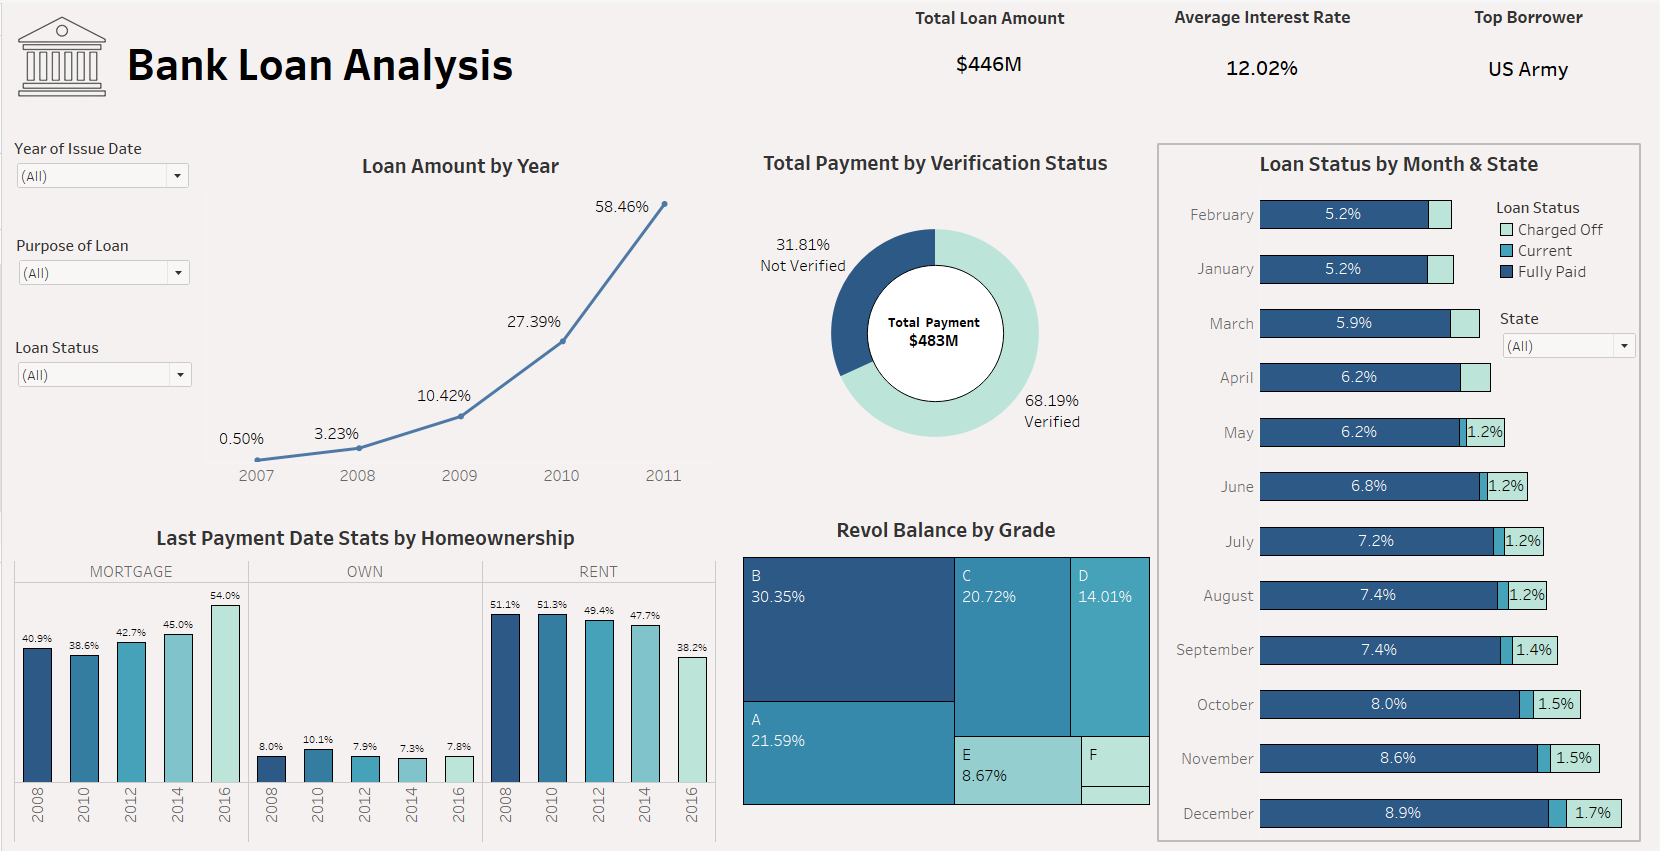 Bank Loan Analysis
Total Loan Amount
$446M
Average Interest Rate
12.02%
Top Borrower
US Army
Year of Issue Date
(All)
Purpose of Loan
(All)
Loan Status
(All)
Loan Amount by Year
58.46%
27.39%
10.42%
3.23%
0.50%
2007 2008 2009 2010 2011
Total Payment by Verification Status
31.81%
Not Verified
Total Payment
$483M
68.19%
Verified
Last Payment Date Stats by Homeownership
MORTGAGE OWN RENT
40.9% 38.6% 42.7% 45.0% 54.0%
8.0% 10.1% 7.9% 7.3% 7.8%
51.1% 51.3% 49.4% 47.7% 38.2%
2008 2010 2012 2014 2016 2008 2010 2012 2014 2016 2008 2010 2012 2014 2016
Revol Balance by Grade
B
30.35%
A
21.59%
C
20.72%
D
14.01%
E
8.67%
F
Loan Status by Month & State
Loan Status
Charged Off
Current
Fully Paid
State
(All)
February 5.2%
January 5.2%
March 5.9%
April 6.2%
May 6.2% 1.2%
June 6.8% 1.2%
July 7.2% 1.2%
August 7.4% 1.2%
September 7.4% 1.4%
October 8.0% 1.5%
November 8.6% 1.5%
December 8.9% 1.7%